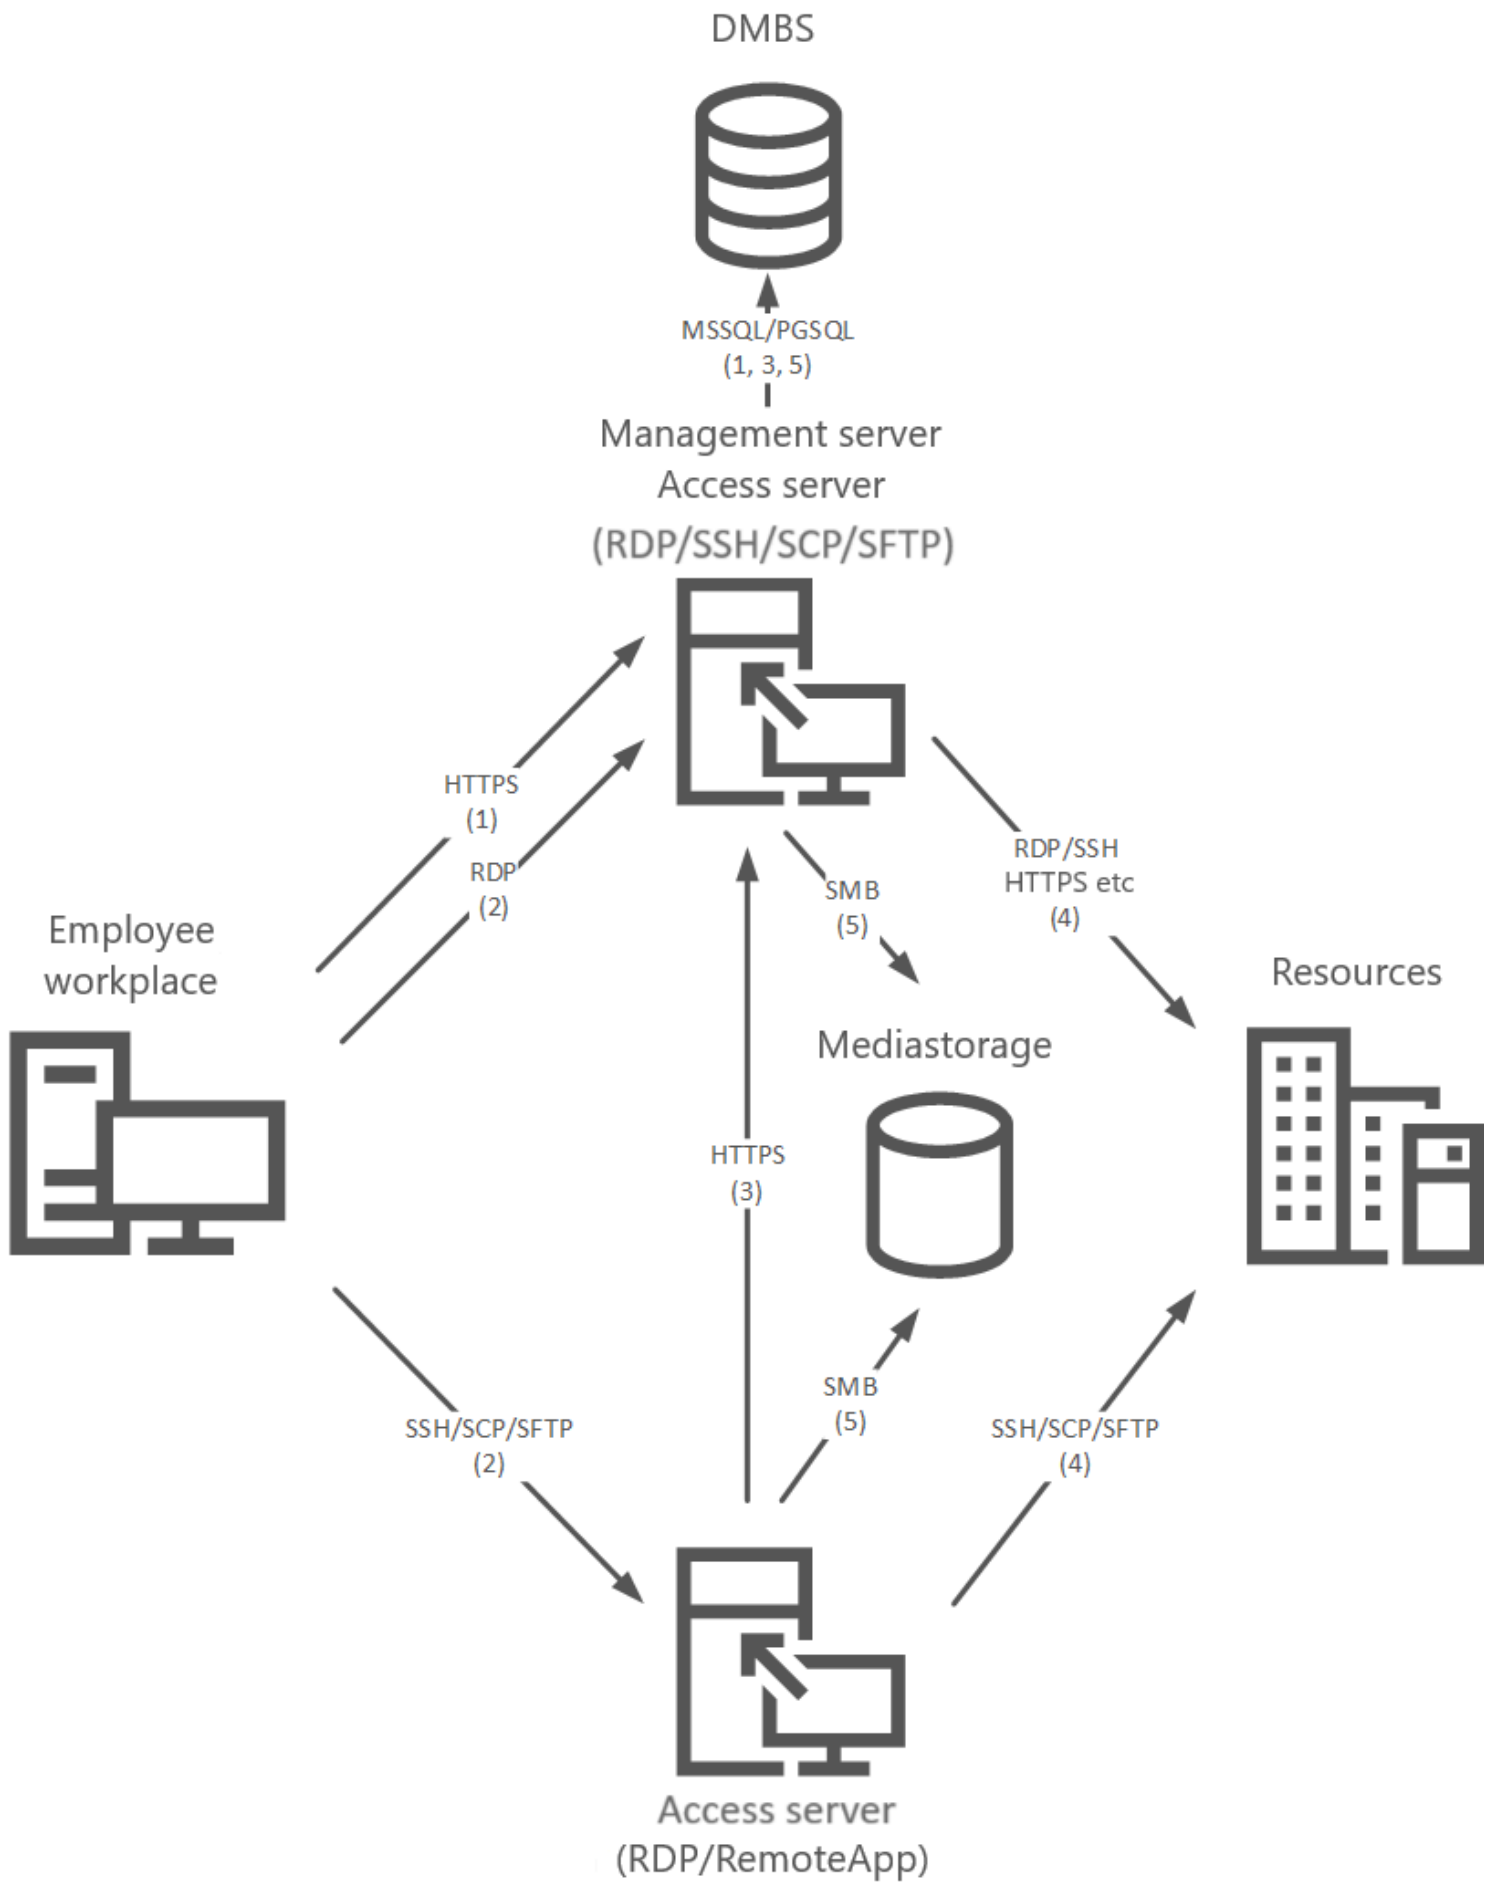 DMBS
MSSQL/PGSQL
(1, 3, 5)
Management server
Access server
(RDP/SSH/SCP/SFTP)
HTTPS
(1)
RDP
(2)
SMB
(5)
RDP/SSH
HTTPS etc
(4)
Employee
workplace
Resources
Mediastorage
HTTPS
(3)
SMB
(5)
SSH/SCP/SFTP
(2)
SSH/SCP/SFTP
(4)
Access server
(RDP/RemoteApp)